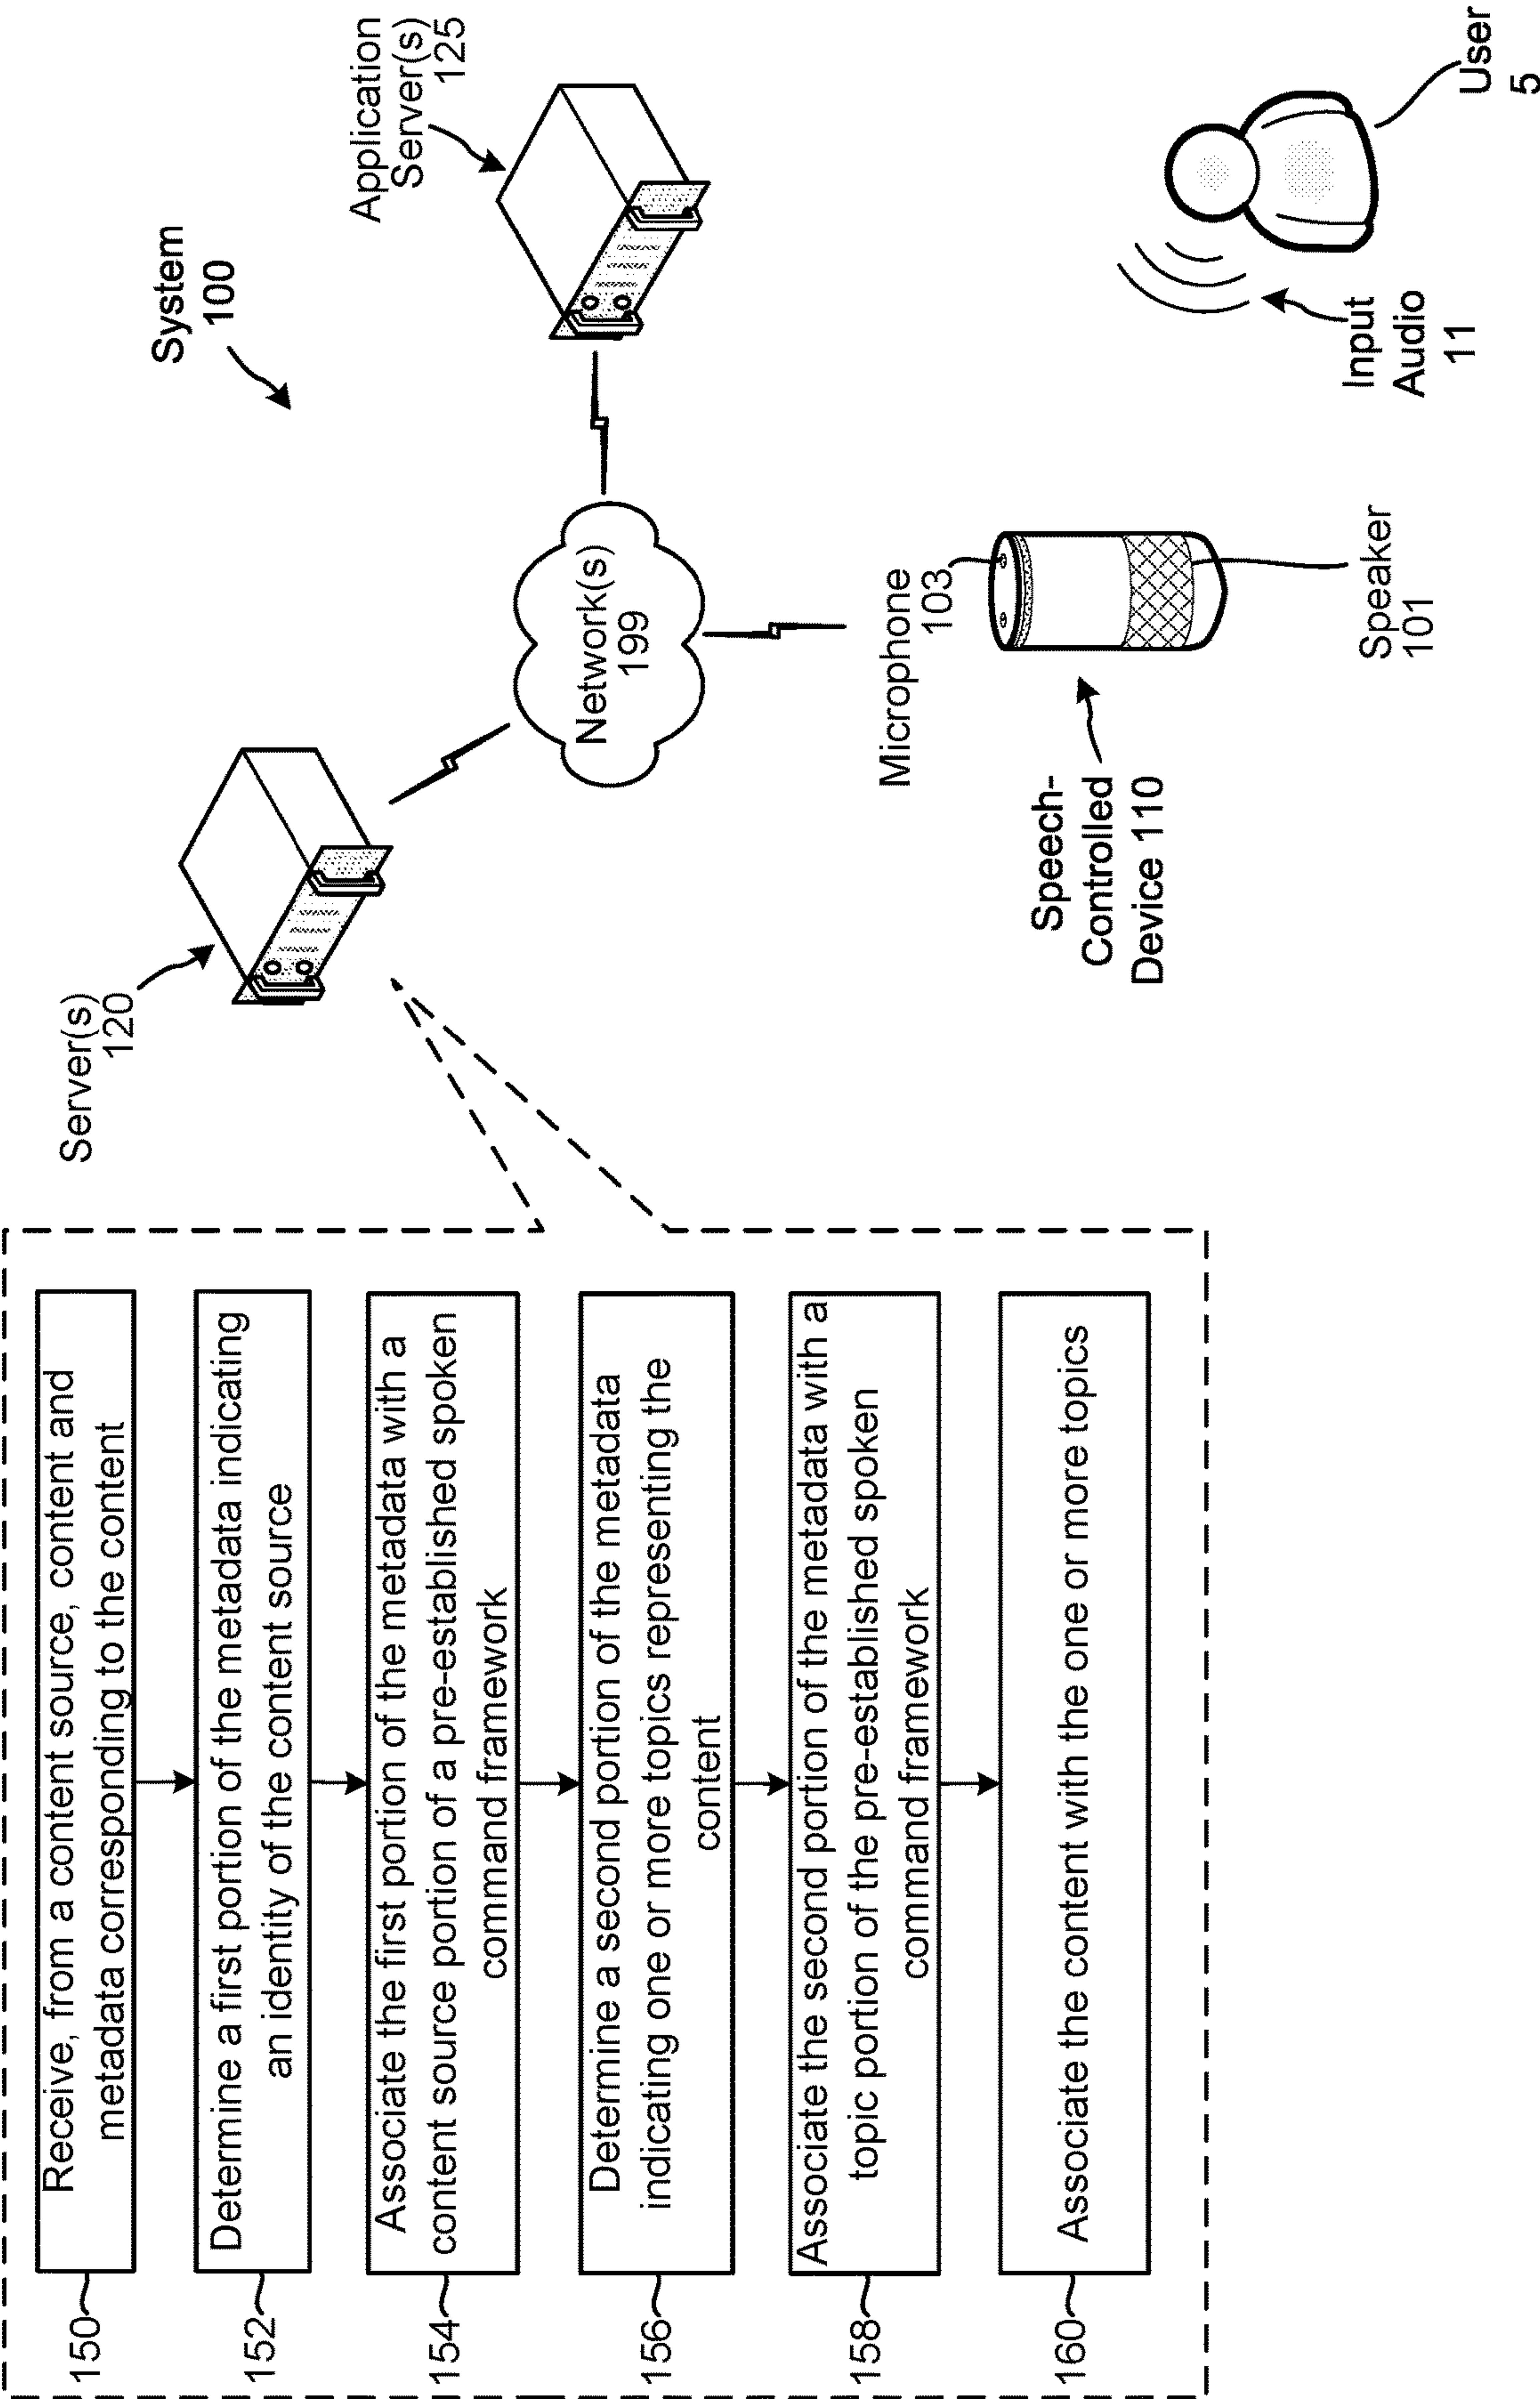 System
100
Server(s)
120
Application
Server(s)
125
Network(s)
199
Microphone
103
Speech-
Controlled
Device 110
Speaker
101
Input
Audio
11
User
5
150
Receive, from a content source, content and
metadata corresponding to the content
152
Determine a first portion of the metadata indicating
an identity of the content source
154
Associate the first portion of the metadata with a
content source portion of a pre-established spoken
command framework
156
Determine a second portion of the metadata
indicating one or more topics representing the
content
158
Associate the second portion of the metadata with a
topic portion of the pre-established spoken
command framework
160
Associate the content with the one or more topics